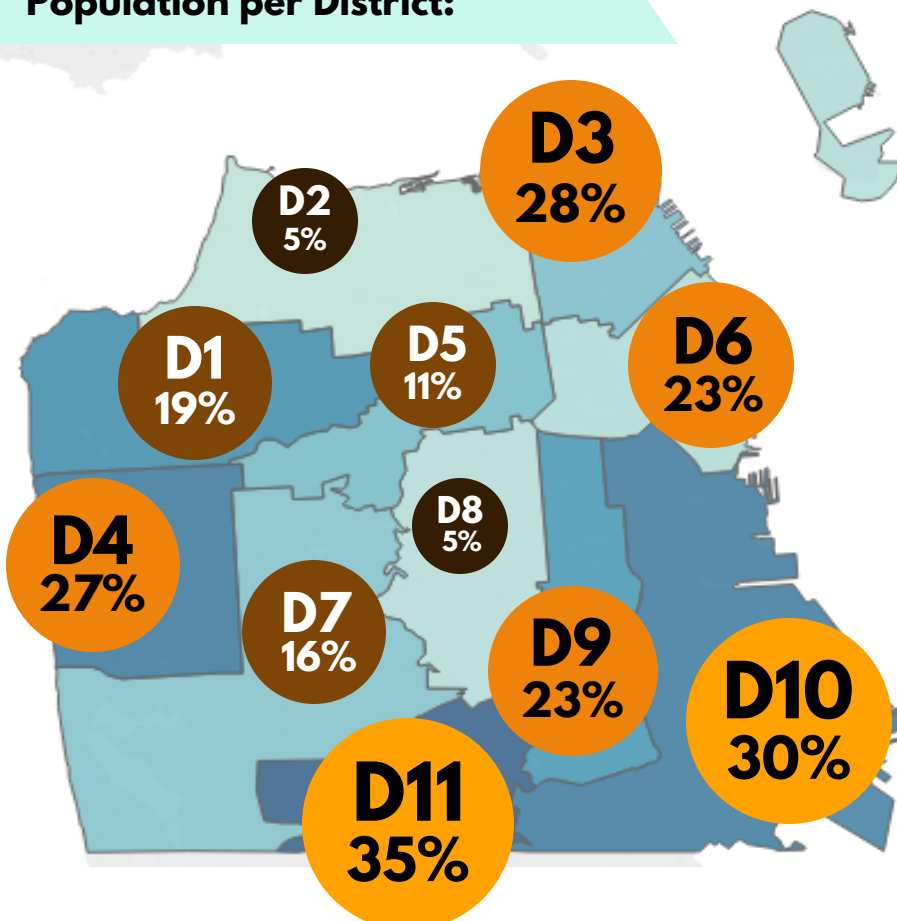 Population per District:
D3
28%
D2
5%
D1
19%
D5
11%
D6
23%
D4
27%
D8
5%
D7
16%
D9
23%
D10
30%
D11
35%